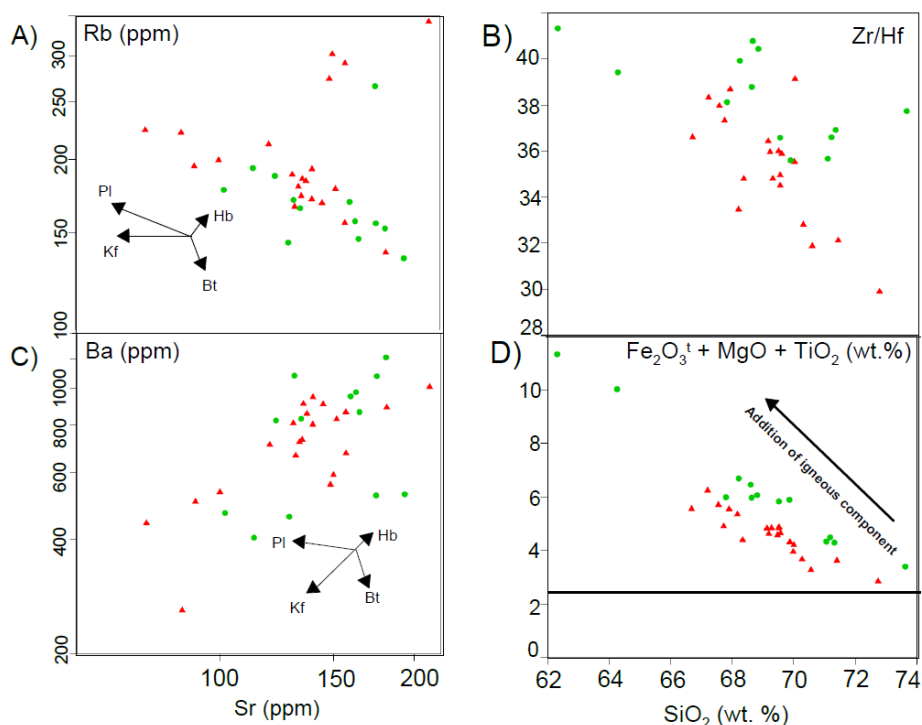 A) Rb (ppm)
300
250
200
150
100
Pl
Hb
Kf
Bt
B) Zr/Hf
40
38
36
34
32
30
28
C) Ba (ppm)
1000
800
600
400
200
Pl
Hb
Kf
Bt
100 150 200
Sr (ppm)
D) Fe₂O₃ᵗ + MgO + TiO₂ (wt.%)
10
8
6
4
2
0
Addition of igneous component
62 64 66 68 70 72 74
SiO₂ (wt. %)